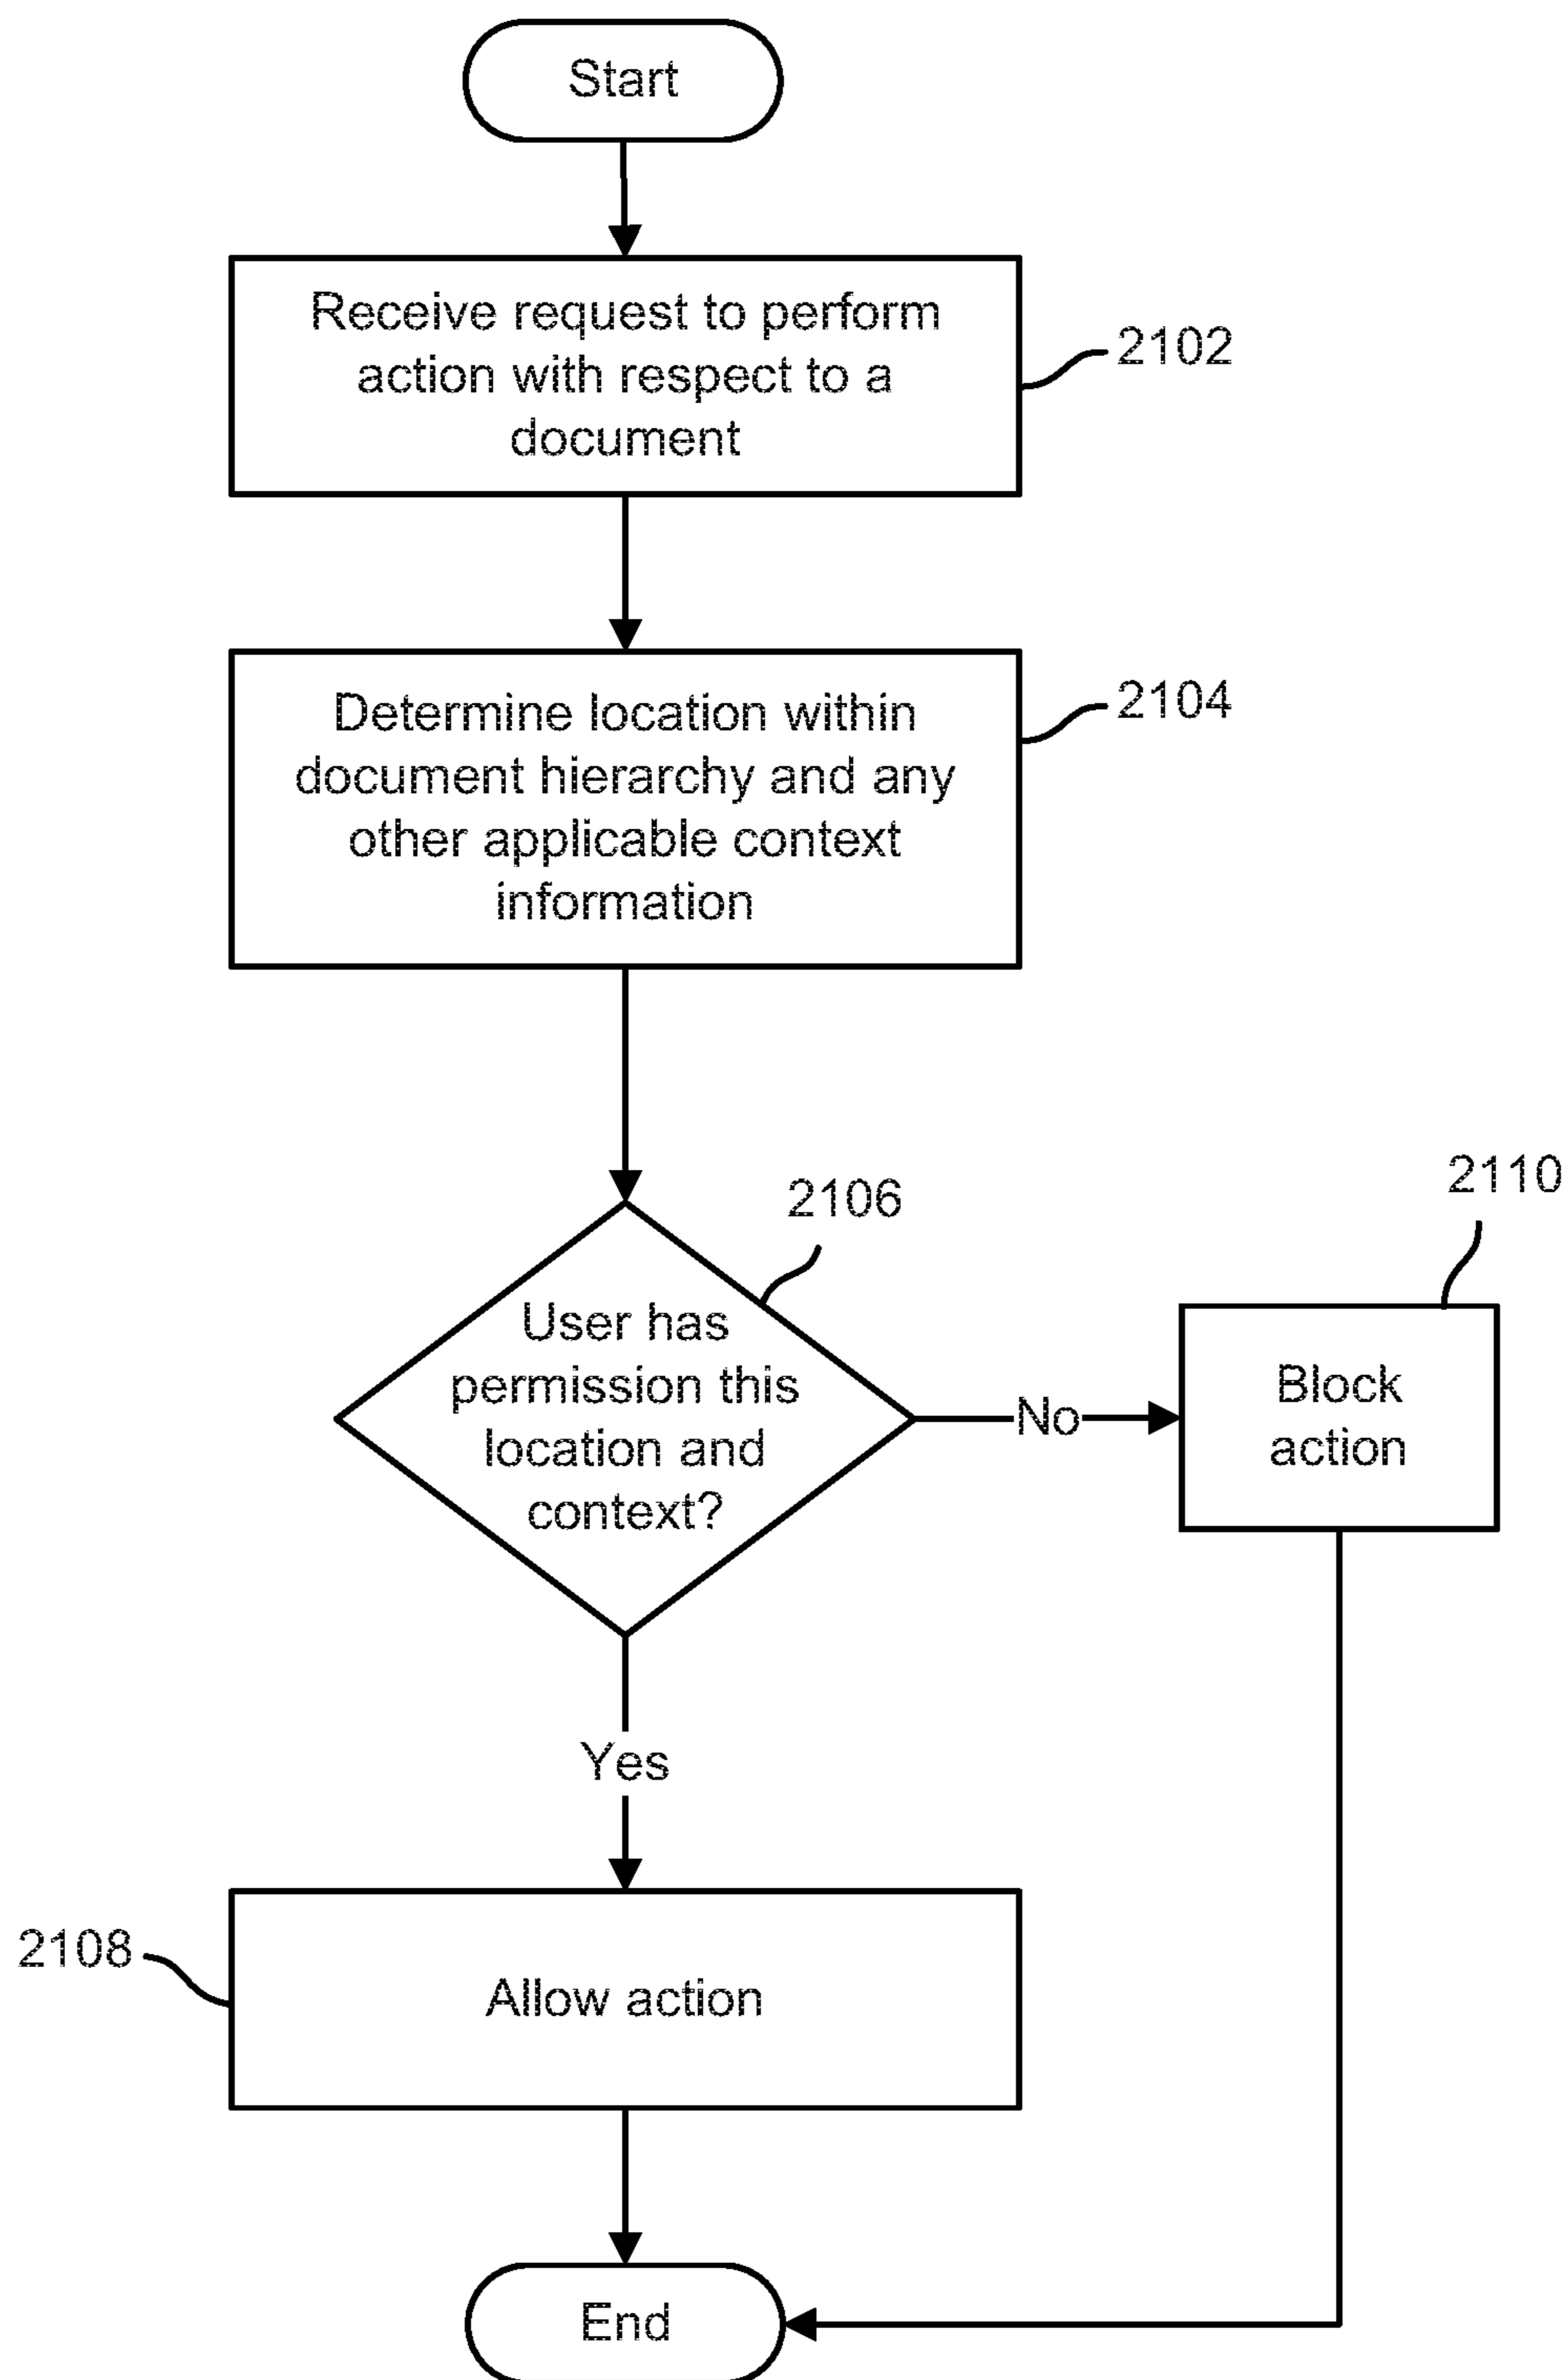 Start
Receive request to perform
action with respect to a
document
2102
Determine location within
document hierarchy and any
other applicable context
information
2104
2106
2110
User has
permission this
location and
context?
No
Block
action
Yes
2108
Allow action
End